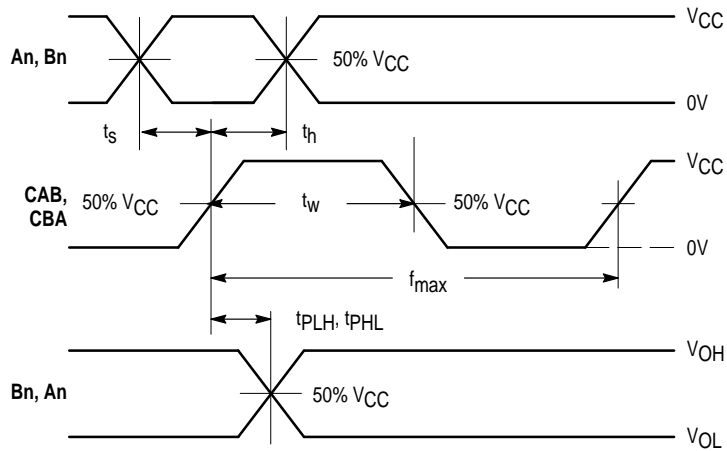 VCC
An, Bn
50% VCC
0V
ts
th
VCC
CAB,
CBA
50% VCC
tw
50% VCC
0V
fmax
tPLH, tPHL
VOH
Bn, An
50% VCC
VOL